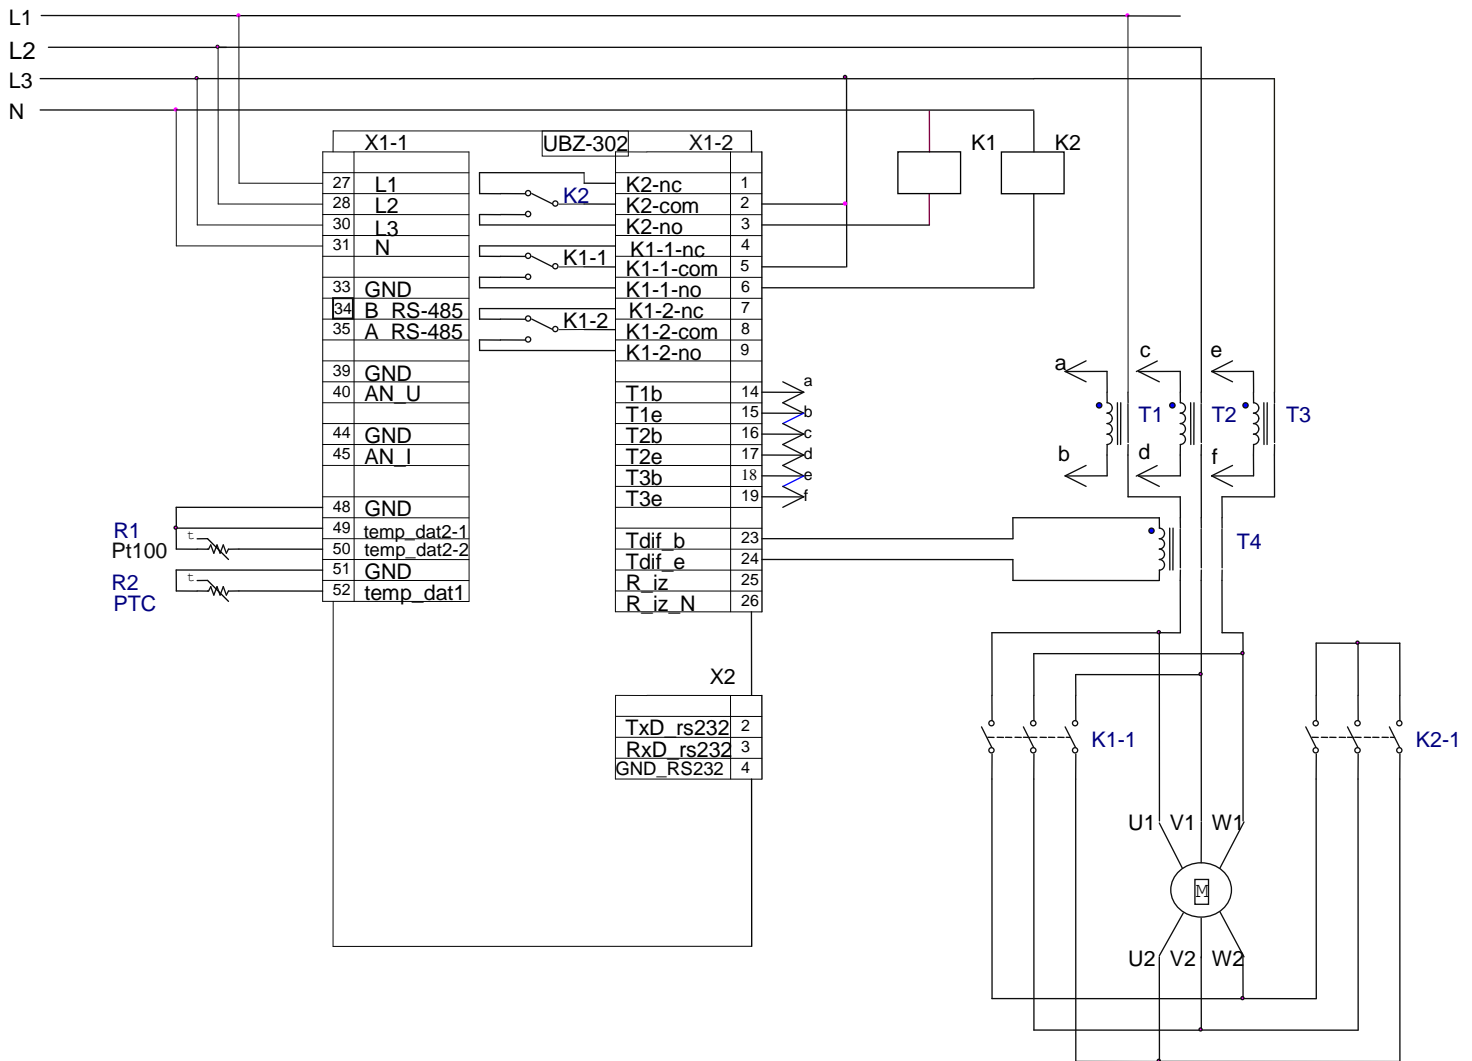 L1
L2
L3
N
X1-1
UBZ-302
X1-2
K1
K2
27 L1
28 L2
30 L3
31 N
33 GND
34 B RS-485
35 A RS-485
39 GND
40 AN_U
44 GND
45 AN_I
48 GND
49 temp_dat2-1
50 temp_dat2-2
51 GND
52 temp_dat1
K2
K1-1
K1-2
K2-nc 1
K2-com 2
K2-no 3
K1-1-nc 4
K1-1-com 5
K1-1-no 6
K1-2-nc 7
K1-2-com 8
K1-2-no 9
T1b 14 a
T1e 15 b
T2b 16 c
T2e 17 d
T3b 18 e
T3e 19 f
Tdif_b 23
Tdif_e 24
R_iz 25
R_iz_N 26
R1
Pt100
t
R2
PTC
t
X2
TxD_rs232 2
RxD_rs232 3
GND_RS232 4
a c e
T1 T2 T3
b d f
T4
K1-1
K2-1
U1 V1 W1
M
U2 V2 W2